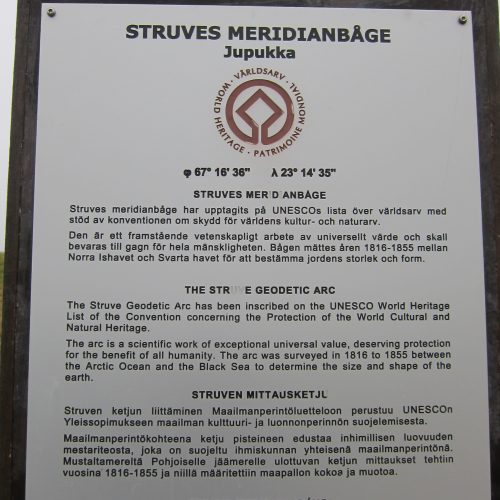 STRUVES MERIDIANBÅGE
Jupukka
· VÄRLDSARV · WORLD HERITAGE · PATRIMOINE MONDIAL
φ 67° 16' 36"   λ 23° 14' 35"
STRUVES MERIDIANBÅGE
Struves meridianbåge har upptagits på UNESCOs lista över världsarv med
stöd av konventionen om skydd för världens kultur- och naturarv.
Den är ett framstående vetenskapligt arbete av universellt värde och skall
bevaras till gagn för hela mänskligheten. Bågen mättes åren 1816-1855 mellan
Norra Ishavet och Svarta havet för att bestämma jordens storlek och form.
THE STRUVE GEODETIC ARC
The Struve Geodetic Arc has been inscribed on the UNESCO World Heritage
List of the Convention concerning the Protection of the World Cultural and
Natural Heritage.
The arc is a scientific work of exceptional universal value, deserving protection
for the benefit of all humanity. The arc was surveyed in 1816 to 1855 between
the Arctic Ocean and the Black Sea to determine the size and shape of the
earth.
STRUVEN MITTAUSKETJU
Struven ketjun liittäminen Maailmanperintöluetteloon perustuu UNESCOn
Yleissopimukseen maailman kulttuuri- ja luonnonperinnön suojelemisesta.
Maailmanperintökohteena ketju pisteineen edustaa inhimillisen luovuuden
mestariteosta, joka on suojeltu ihmiskunnan yhteisenä maailmanperintönä.
Mustaltamereltä Pohjoiselle jäämerelle ulottuvan ketjun mittaukset tehtiin
vuosina 1816-1855 ja niillä määritettiin maapallon kokoa ja muotoa.